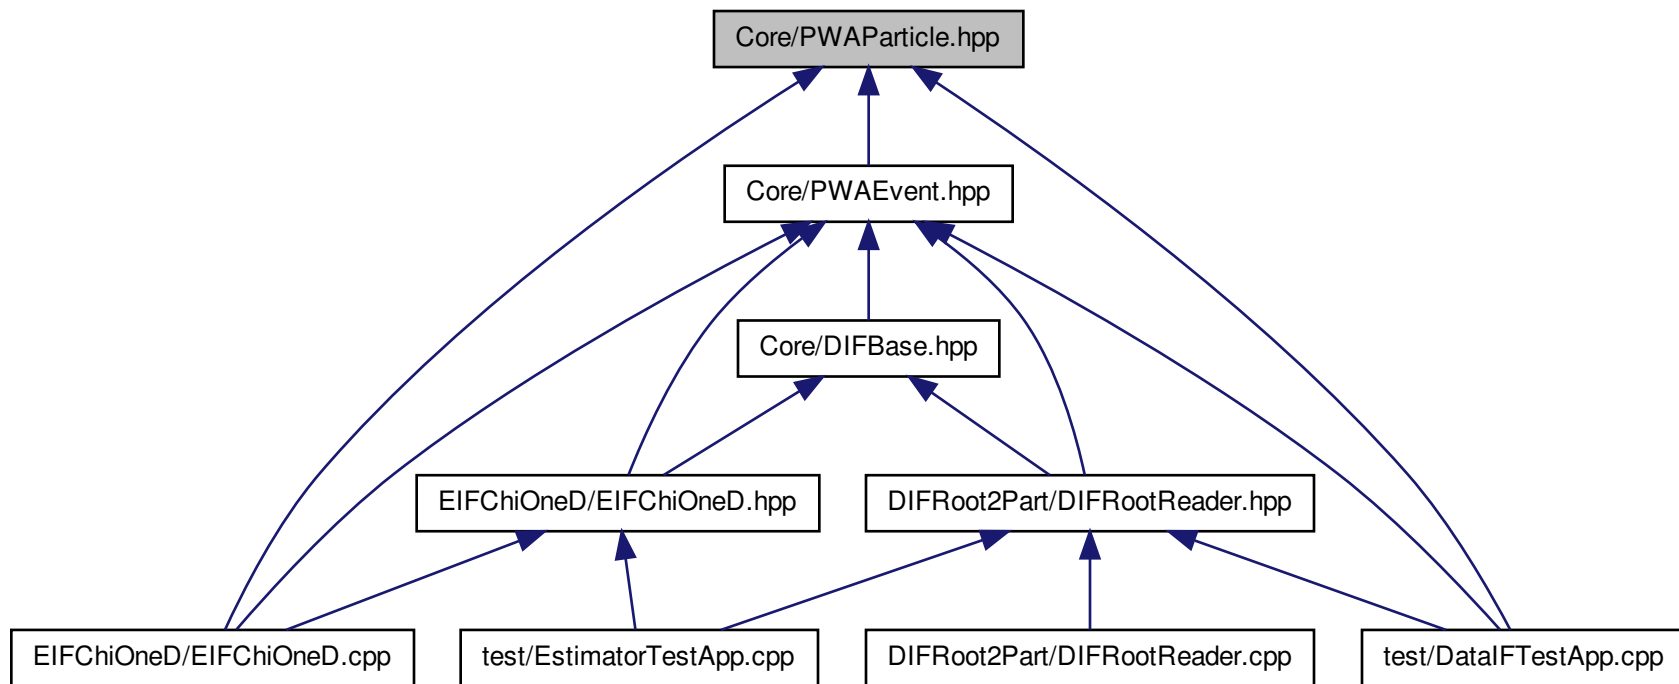 Core/PWAParticle.hpp
Core/PWAEvent.hpp
Core/DIFBase.hpp
EIFChiOneD/EIFChiOneD.hpp
DIFRoot2Part/DIFRootReader.hpp
EIFChiOneD/EIFChiOneD.cpp
test/EstimatorTestApp.cpp
DIFRoot2Part/DIFRootReader.cpp
test/DataIFTestApp.cpp